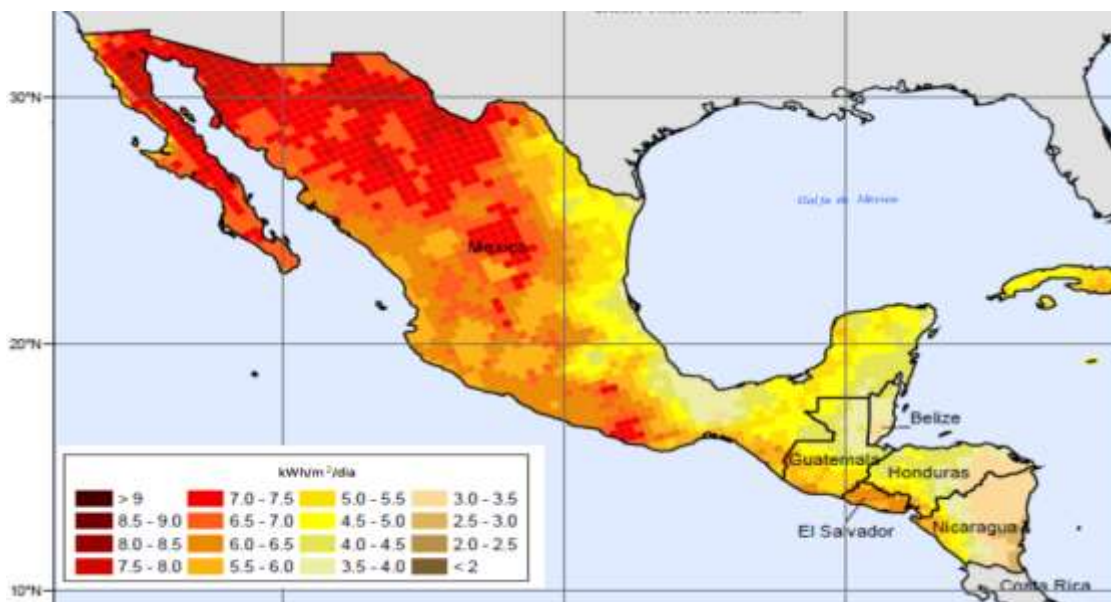 30°N
Golfo de México
México
20°N
Belize
Guatemala
Honduras
El Salvador
Nicaragua
Costa Rica
10°N
kWh/m²/dia
> 9
7.0 - 7.5
5.0 - 5.5
3.0 - 3.5
8.5 - 9.0
6.5 - 7.0
4.5 - 5.0
2.5 - 3.0
8.0 - 8.5
6.0 - 6.5
4.0 - 4.5
2.0 - 2.5
7.5 - 8.0
5.5 - 6.0
3.5 - 4.0
< 2